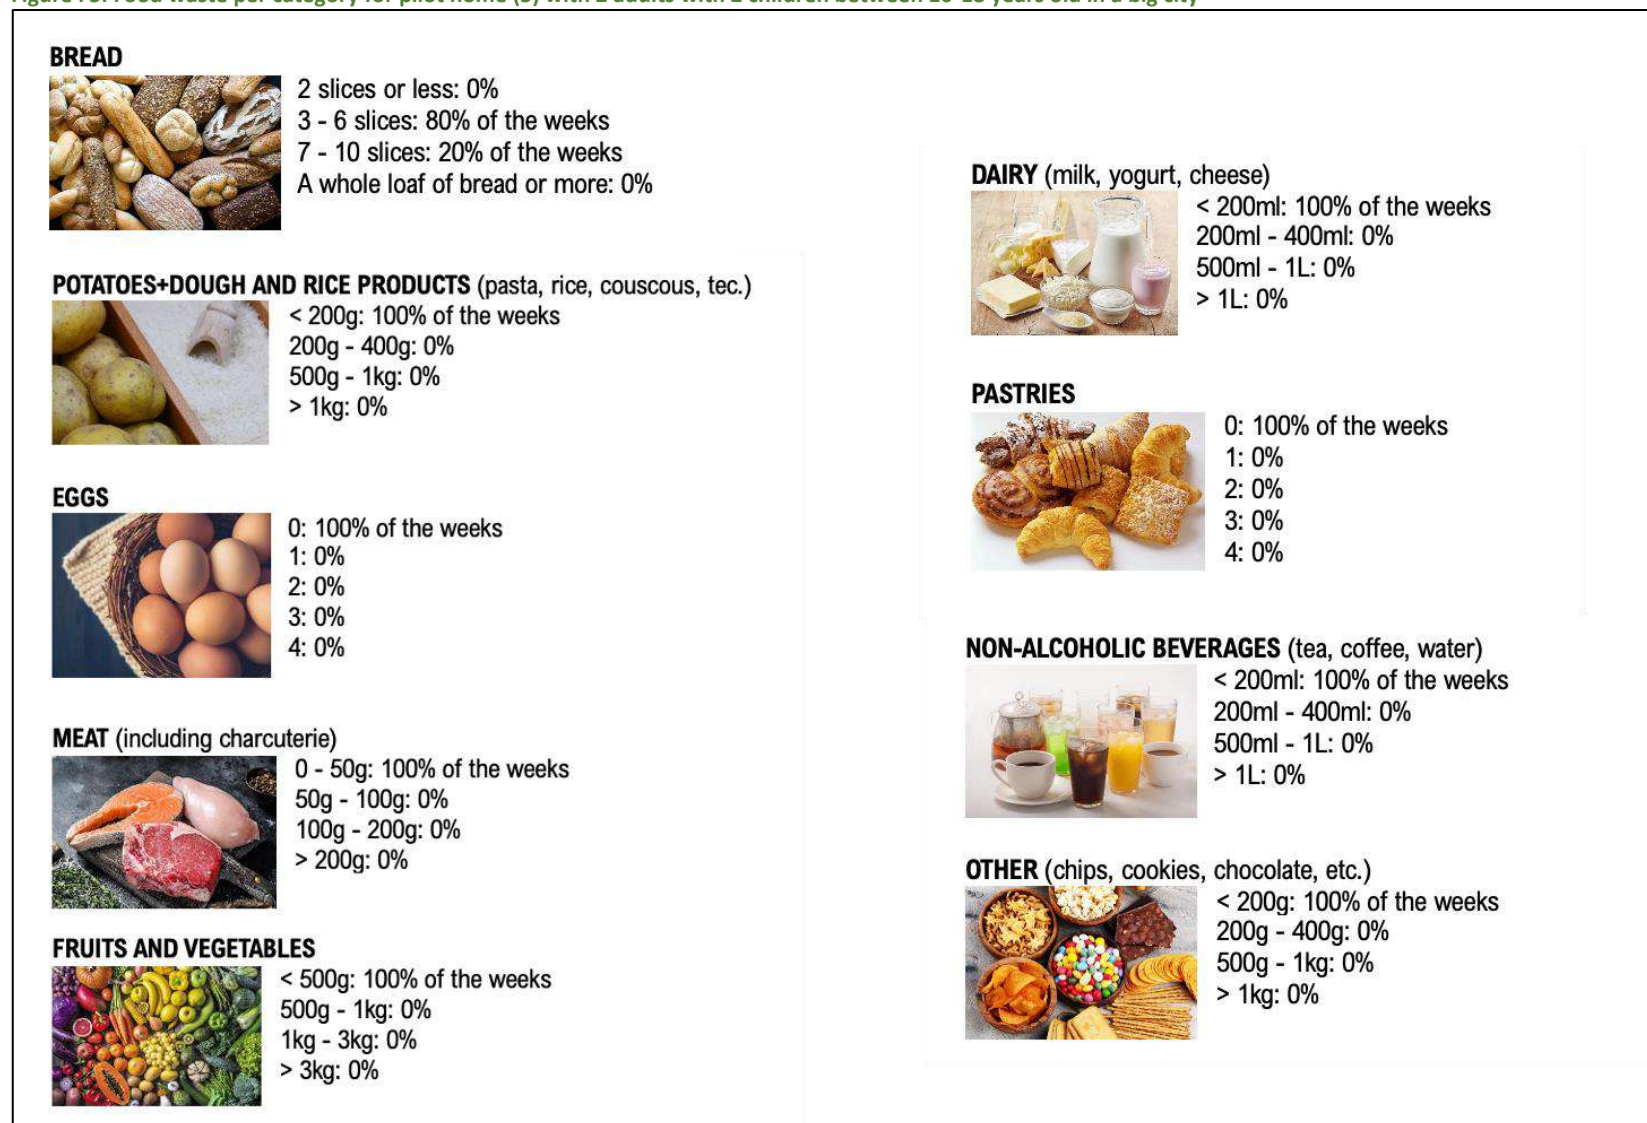 BREAD
2 slices or less: 0%
3 - 6 slices: 80% of the weeks
7 - 10 slices: 20% of the weeks
A whole loaf of bread or more: 0%
POTATOES+DOUGH AND RICE PRODUCTS (pasta, rice, couscous, tec.)
< 200g: 100% of the weeks
200g - 400g: 0%
500g - 1kg: 0%
> 1kg: 0%
EGGS
0: 100% of the weeks
1: 0%
2: 0%
3: 0%
4: 0%
MEAT (including charcuterie)
0 - 50g: 100% of the weeks
50g - 100g: 0%
100g - 200g: 0%
> 200g: 0%
FRUITS AND VEGETABLES
< 500g: 100% of the weeks
500g - 1kg: 0%
1kg - 3kg: 0%
> 3kg: 0%
DAIRY (milk, yogurt, cheese)
< 200ml: 100% of the weeks
200ml - 400ml: 0%
500ml - 1L: 0%
> 1L: 0%
PASTRIES
0: 100% of the weeks
1: 0%
2: 0%
3: 0%
4: 0%
NON-ALCOHOLIC BEVERAGES (tea, coffee, water)
< 200ml: 100% of the weeks
200ml - 400ml: 0%
500ml - 1L: 0%
> 1L: 0%
OTHER (chips, cookies, chocolate, etc.)
< 200g: 100% of the weeks
200g - 400g: 0%
500g - 1kg: 0%
> 1kg: 0%